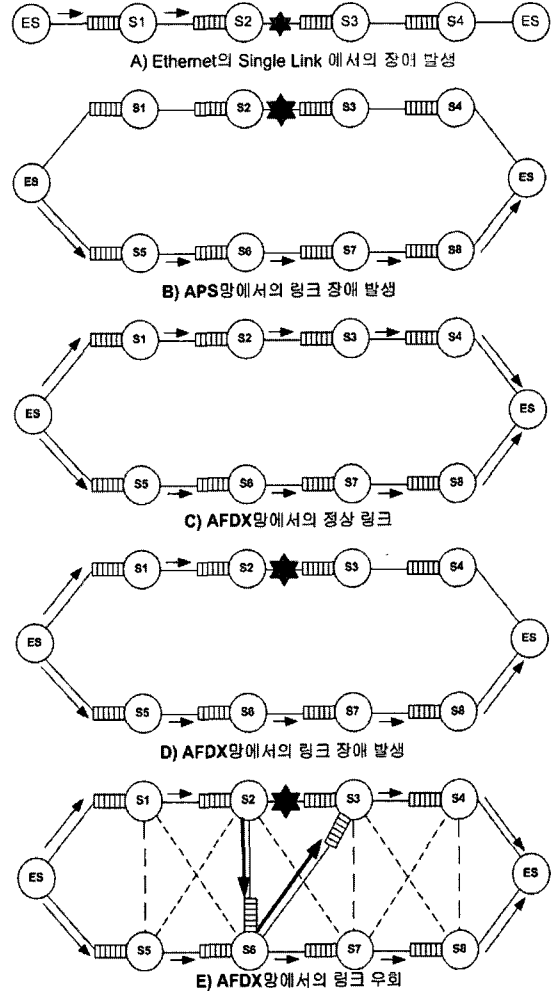 ES S1 S2 S3 S4 ES
A) Ethernet의 Single Link 에서의 장애 발생
S1 S2 S3 S4
ES ES
S5 S6 S7 S8
B) APS망에서의 링크 장애 발생
S1 S2 S3 S4
ES ES
S5 S6 S7 S8
C) AFDX망에서의 정상 링크
S1 S2 S3 S4
ES ES
S5 S6 S7 S8
D) AFDX망에서의 링크 장애 발생
S1 S2 S3 S4
ES ES
S5 S6 S7 S8
E) AFDX망에서의 링크 우회